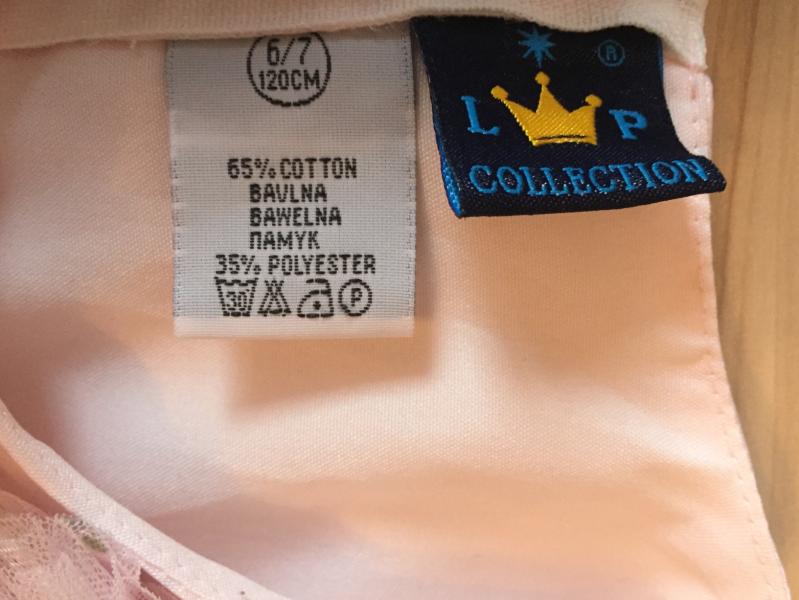 6/7
120CM
65% COTTON
BAVLNA
BAWELNA
ПАМУК
35% POLYESTER
30 P
L P ®
COLLECTION